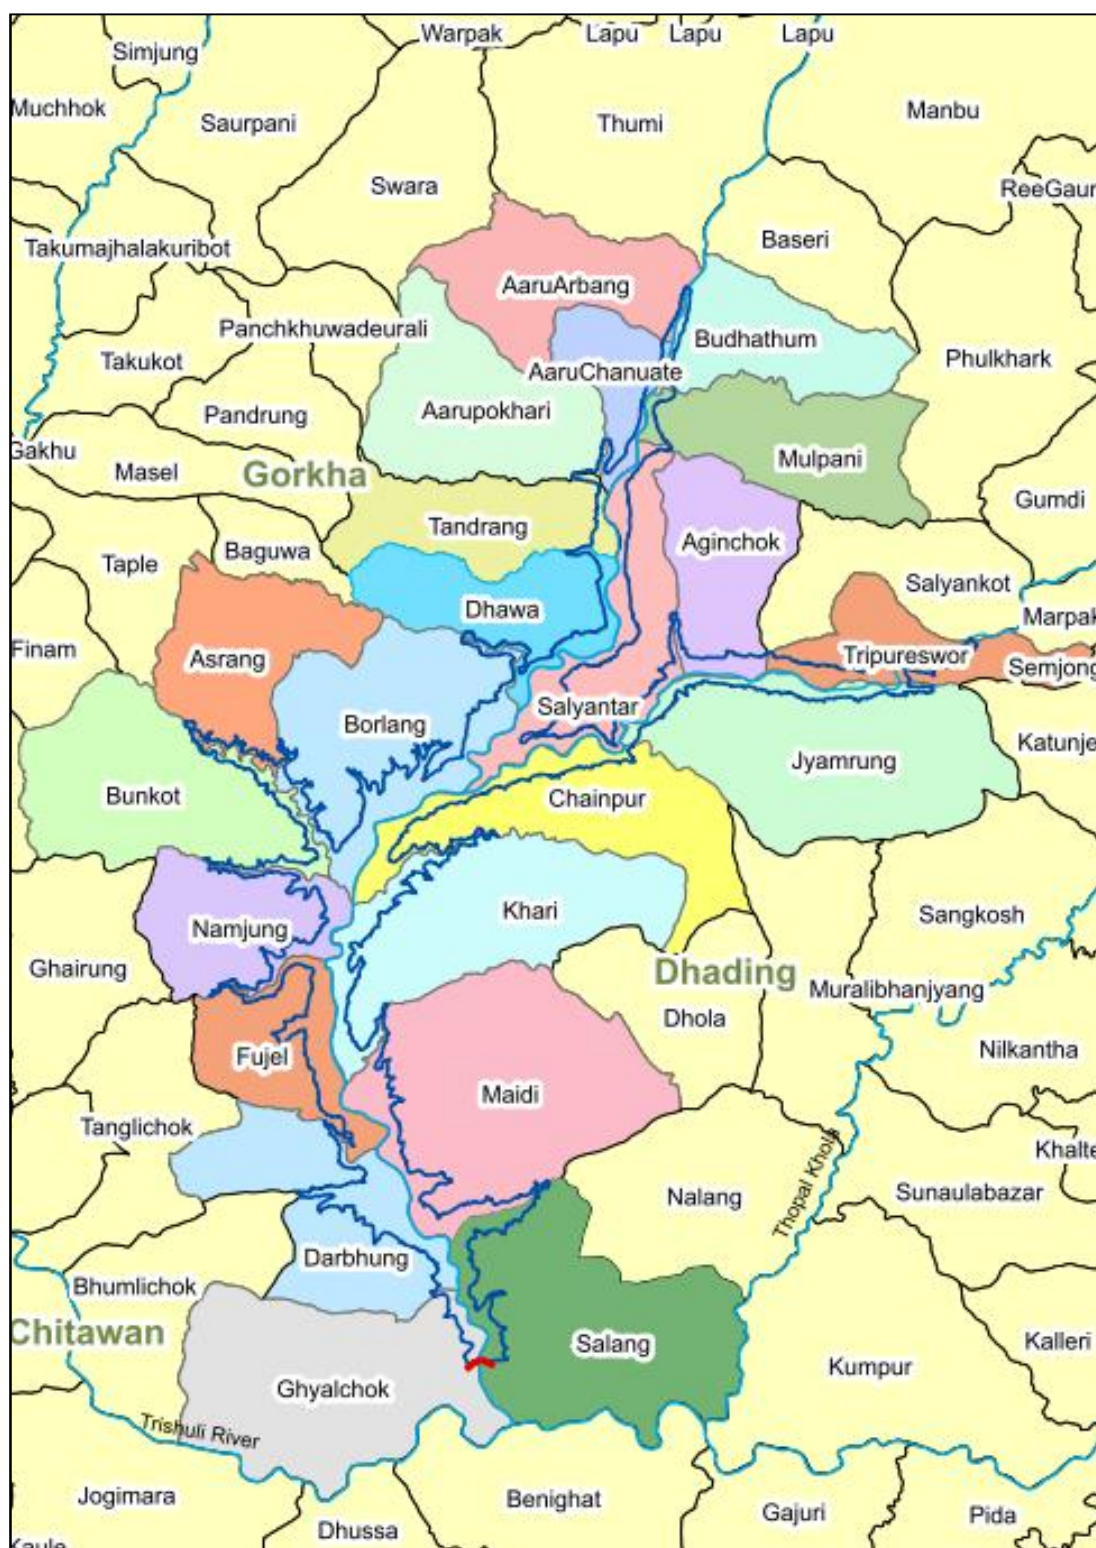 Warpak
Lapu
Lapu
Lapu
Simjung
Muchhok
Saurpani
Thumi
Manbu
Swara
ReeGaun
Takumajhalakuribot
Baseri
AaruArbang
Panchkhuwadeurali
Budhathum
Takukot
Phulkhark
AaruChanuate
Pandrung
Aarupokhari
Gakhu
Masel
Gorkha
Mulpani
Gumdi
Tandrang
Aginchok
Baguwa
Taple
Salyankot
Dhawa
Marpak
Finam
Asrang
Tripureswor
Semjong
Salyantar
Borlang
Katunje
Jyamrung
Bunkot
Chainpur
Khari
Sangkosh
Namjung
Ghairung
Dhading
Muralibhanjyang
Dhola
Nilkantha
Fujel
Maidi
Tanglichok
Khalte
Thopal Khola
Nalang
Sunaulabazar
Darbhung
Bhumlichok
Chitawan
Salang
Kalleri
Kumpur
Ghyalchok
Trishuli River
Jogimara
Benighat
Gajuri
Pida
Dhussa